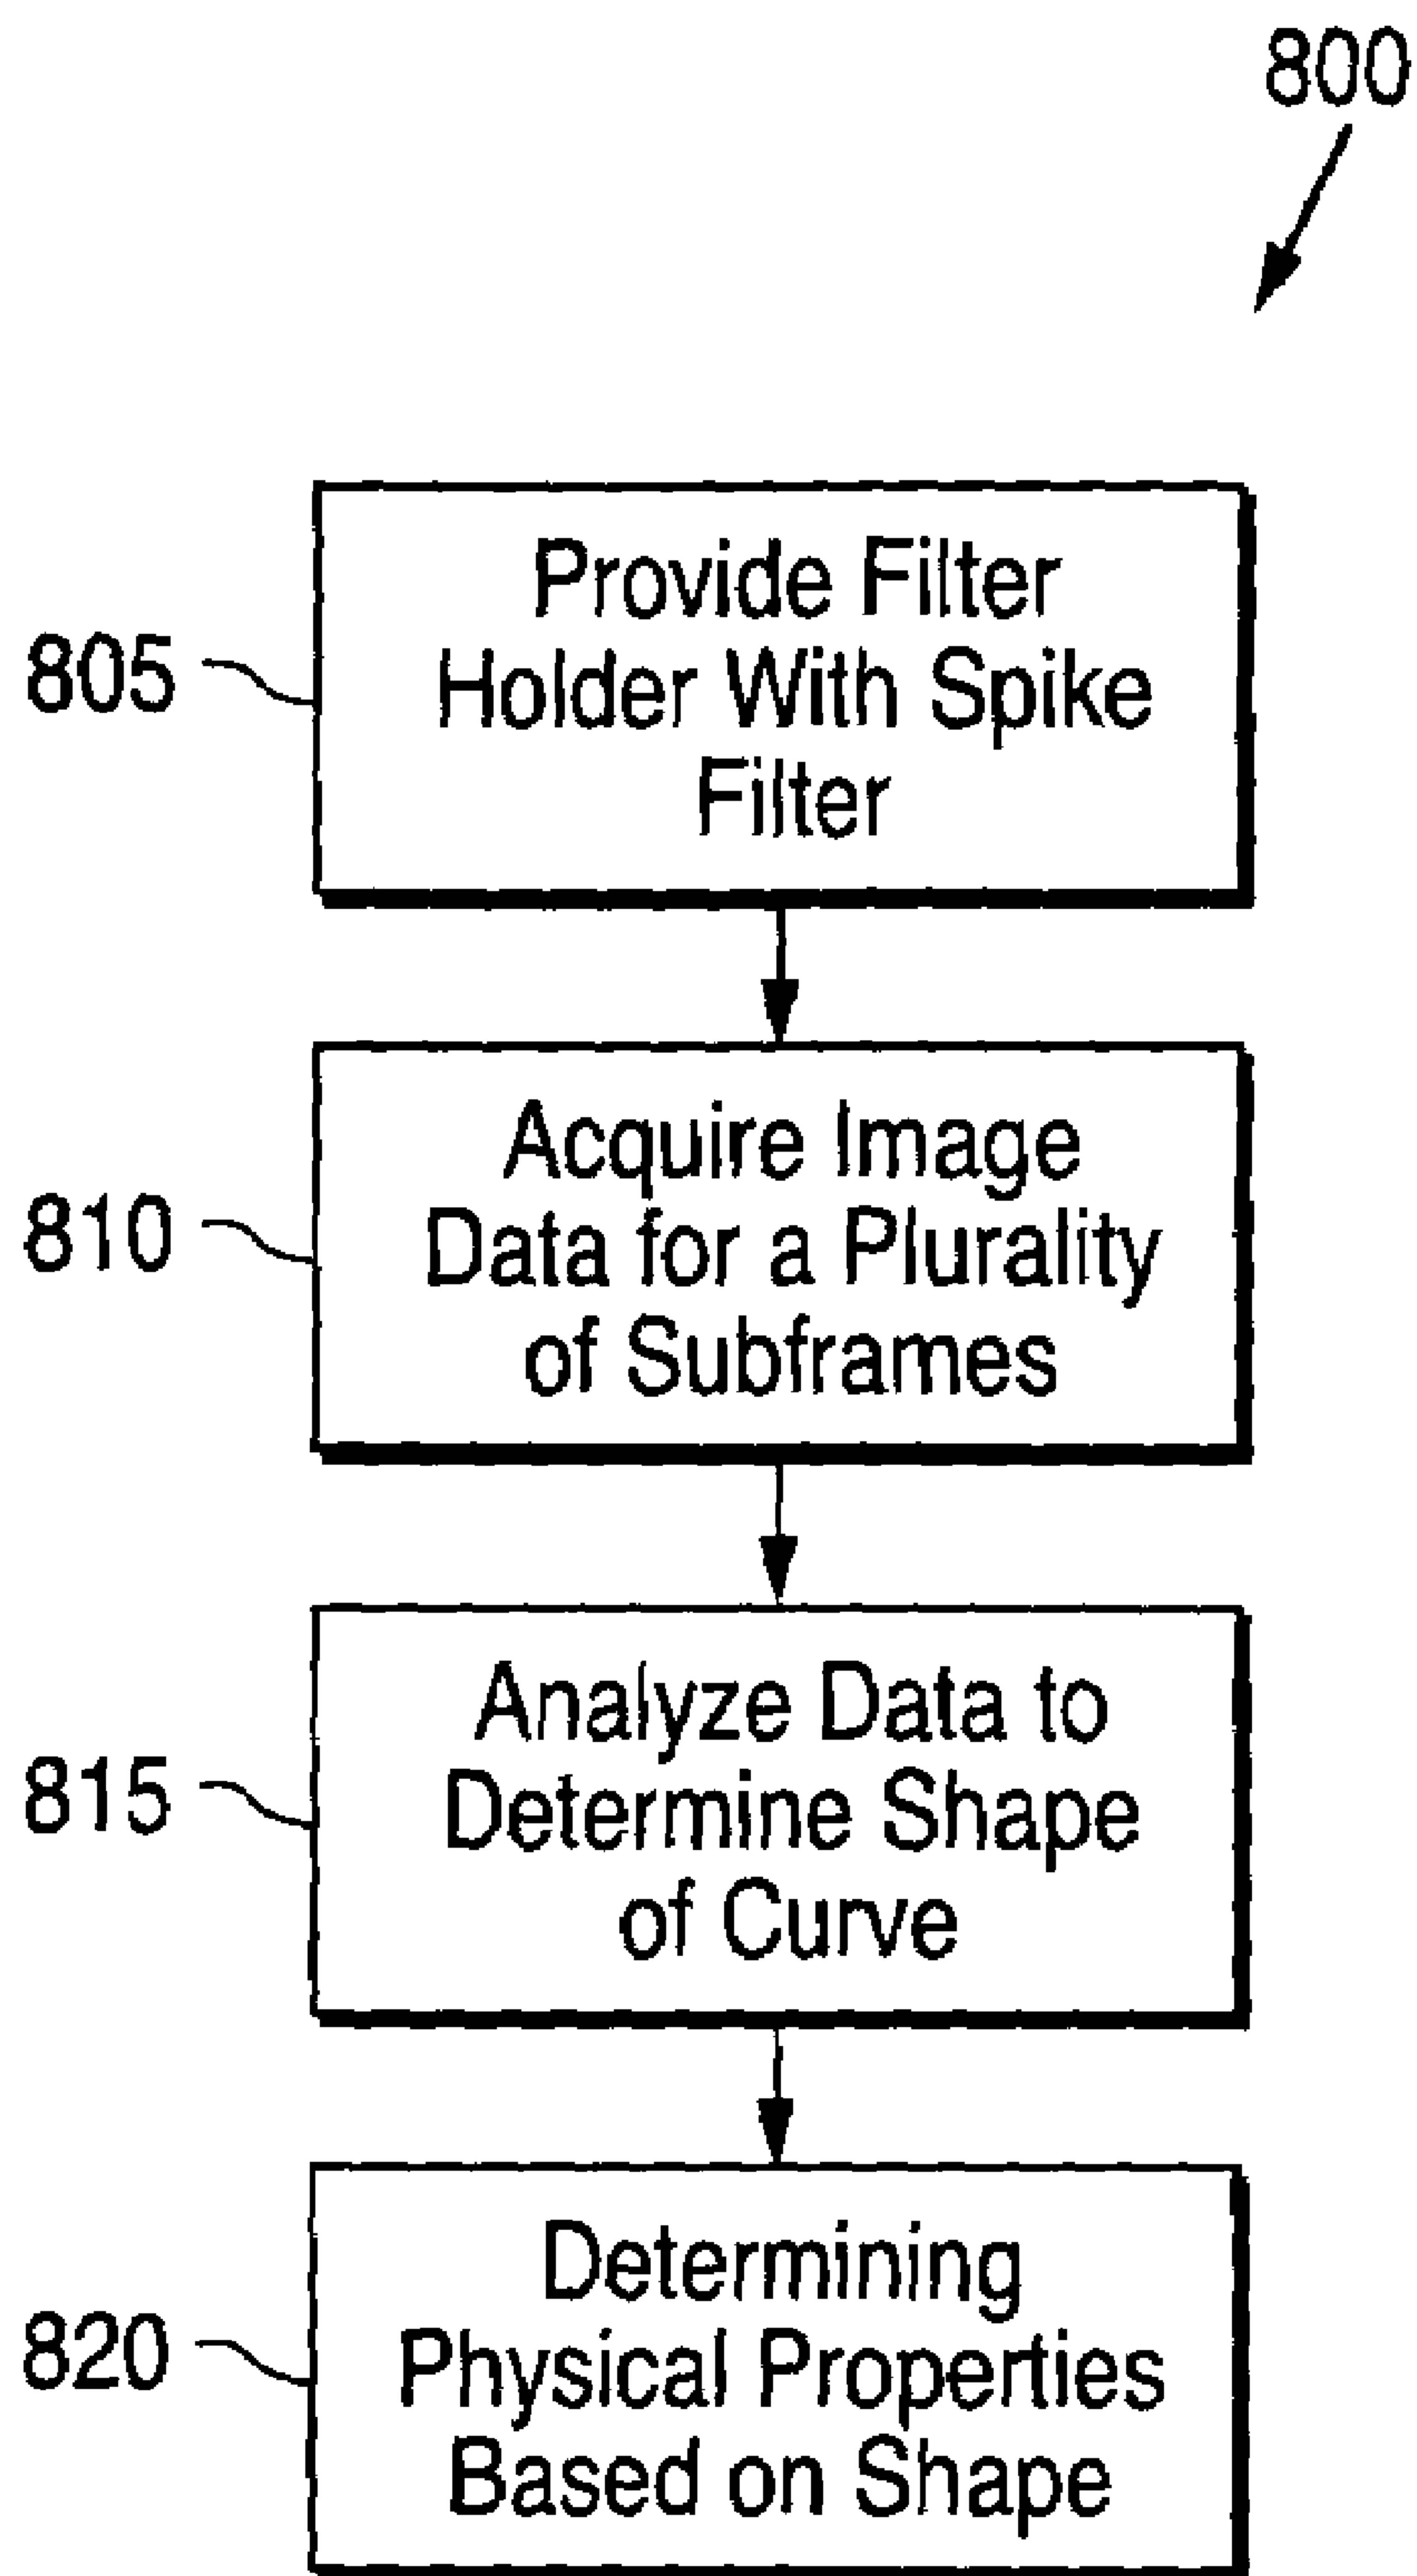 800
805
Provide Filter
Holder With Spike
Filter
810
Acquire Image
Data for a Plurality
of Subframes
815
Analyze Data to
Determine Shape
of Curve
820
Determining
Physical Properties
Based on Shape